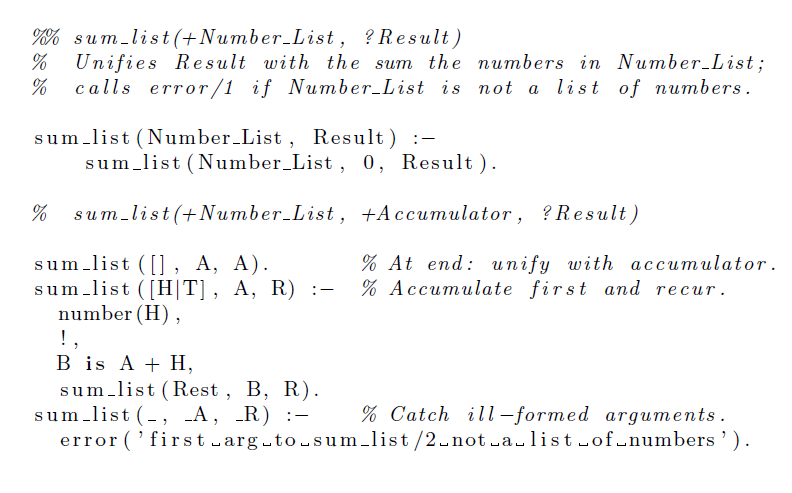 %% sum_list(+Number_List, ?Result)
%  Unifies Result with the sum the numbers in Number_List;
%  calls error/1 if Number_List is not a list of numbers.

sum_list(Number_List, Result) :-
    sum_list(Number_List, 0, Result).

%  sum_list(+Number_List, +Accumulator, ?Result)

sum_list([], A, A).       % At end: unify with accumulator.
sum_list([H|T], A, R) :-  % Accumulate first and recur.
  number(H),
  !,
  B is A + H,
  sum_list(Rest, B, R).
sum_list(_, _A, _R) :-    % Catch ill-formed arguments.
  error('first␣arg␣to␣sum_list/2␣not␣a␣list␣of␣numbers').